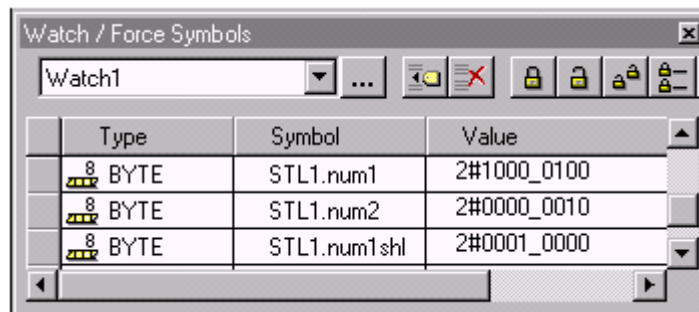 Watch / Force Symbols
Watch1 ...
Type Symbol Value
8 BYTE STL1.num1 2#1000_0100
8 BYTE STL1.num2 2#0000_0010
8 BYTE STL1.num1shl 2#0001_0000